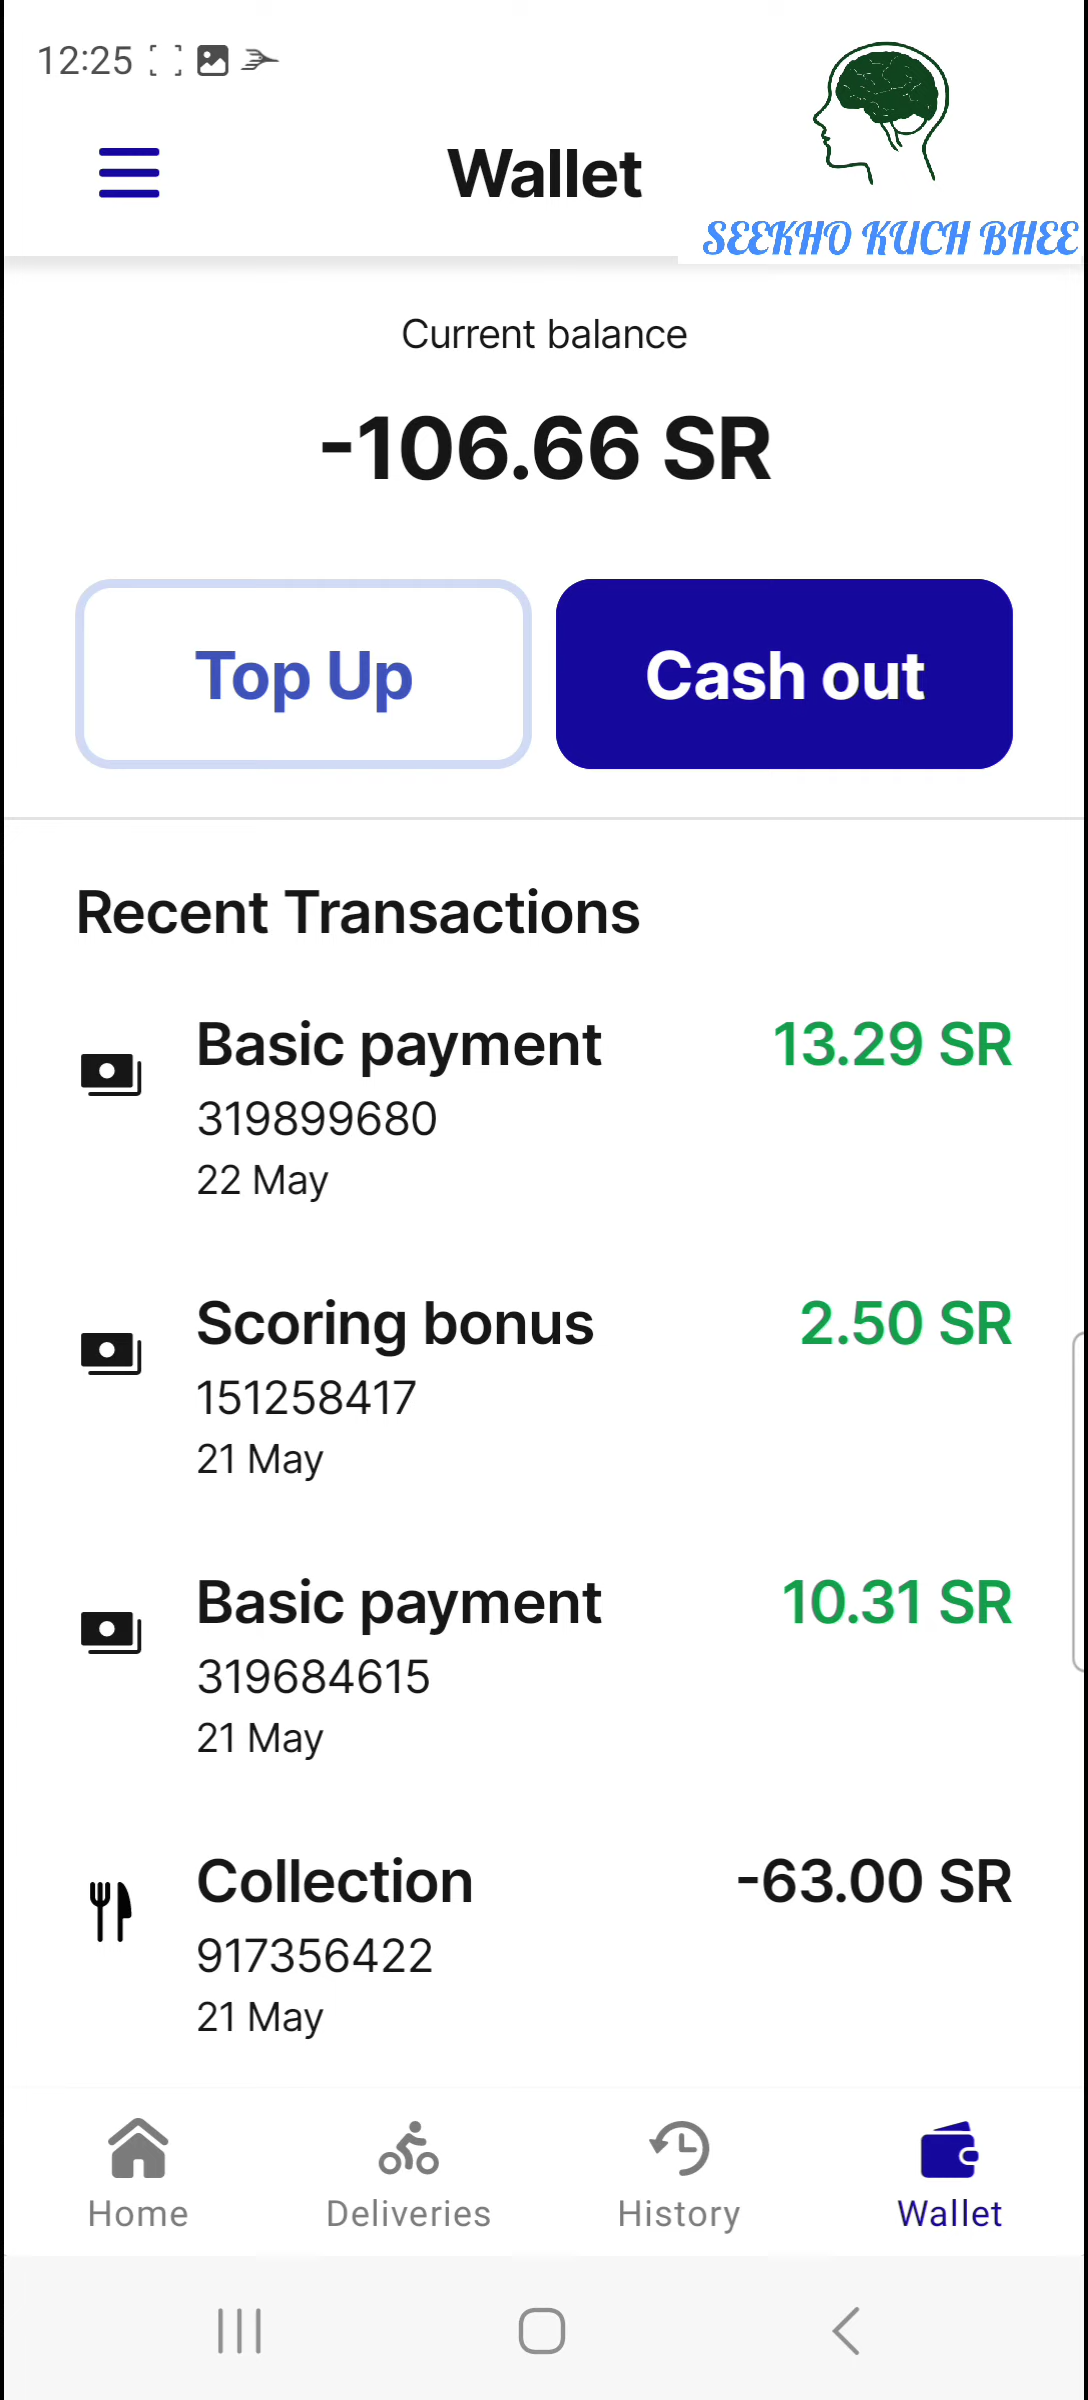 12:25
Wallet
SEEKHO KUCH BHEE
Current balance
-106.66 SR
Top Up
Cash out
Recent Transactions
Basic payment 13.29 SR
319899680
22 May
Scoring bonus 2.50 SR
151258417
21 May
Basic payment 10.31 SR
319684615
21 May
Collection -63.00 SR
917356422
21 May
Home Deliveries History Wallet